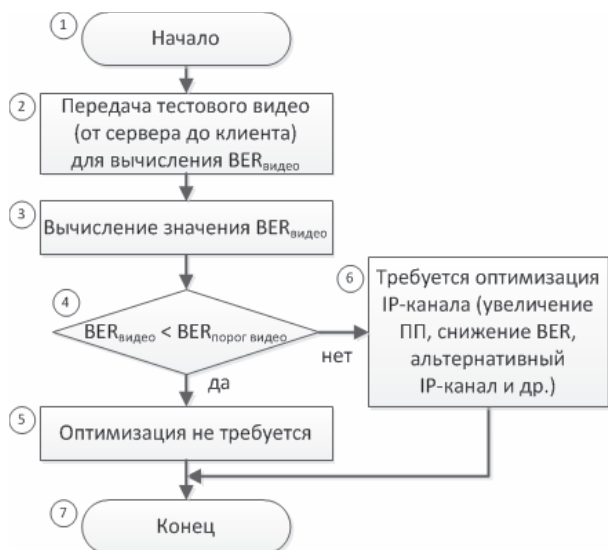 1
Начало
2
Передача тестового видео
(от сервера до клиента)
для вычисления BERвидео
3
Вычисление значения BERвидео
4
BERвидео < BERпорог видео
нет
да
6
Требуется оптимизация
IP-канала (увеличение
ПП, снижение BER,
альтернативный
IP-канал и др.)
5
Оптимизация не требуется
7
Конец